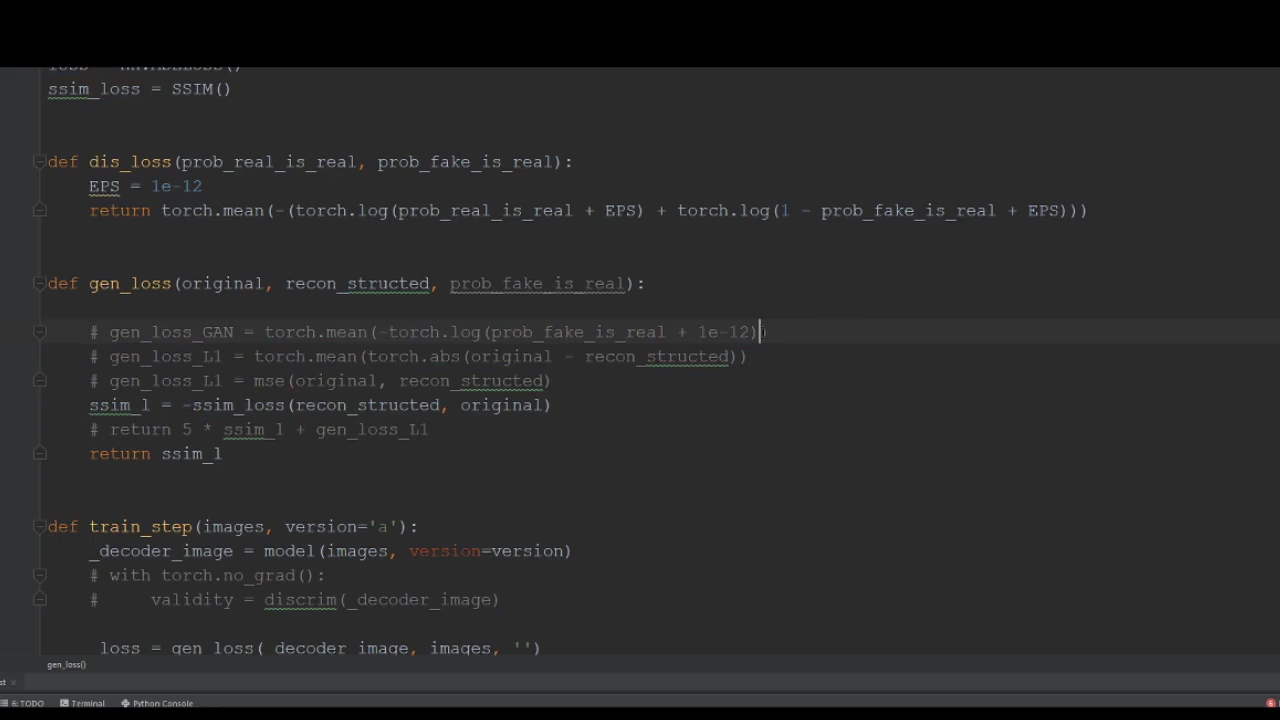 ssim_loss = SSIM()
def dis_loss(prob_real_is_real, prob_fake_is_real):
EPS = 1e-12
return torch.mean(-(torch.log(prob_real_is_real + EPS) + torch.log(1 - prob_fake_is_real + EPS)))
def gen_loss(original, recon_structed, prob_fake_is_real):
# gen_loss_GAN = torch.mean(-torch.log(prob_fake_is_real + 1e-12))
# gen_loss_L1 = torch.mean(torch.abs(original - recon_structed))
# gen_loss_L1 = mse(original, recon_structed)
ssim_l = -ssim_loss(recon_structed, original)
# return 5 * ssim_l + gen_loss_L1
return ssim_l
def train_step(images, version='a'):
_decoder_image = model(images, version=version)
# with torch.no_grad():
# validity = discrim(_decoder_image)
_loss = gen_loss(_decoder_image, images, '')
gen_loss()
st ×
6: TODO Terminal Python Console 6